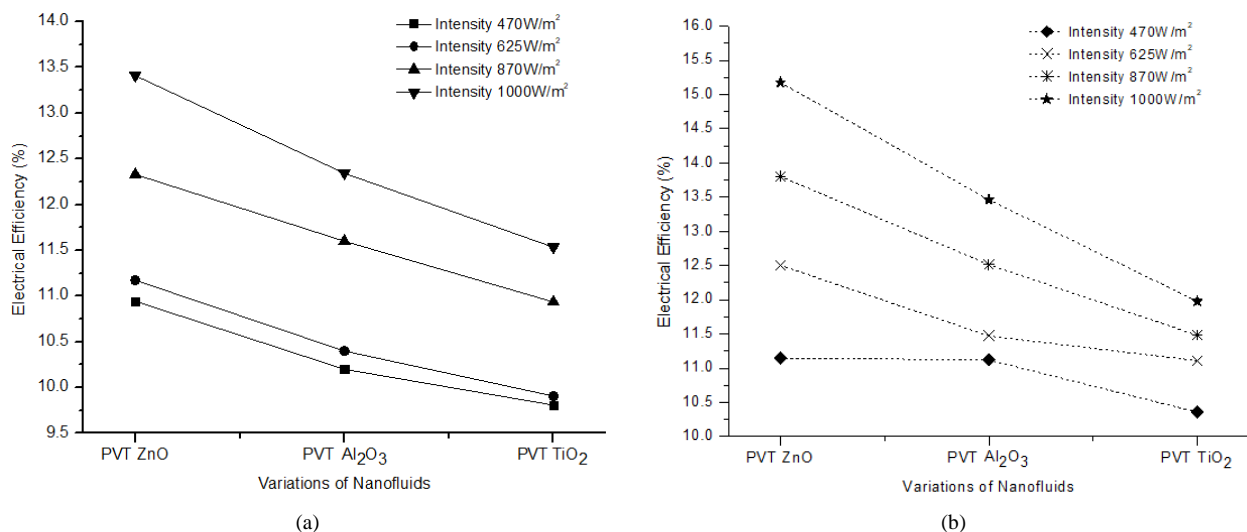 14.0
13.5
13.0
12.5
12.0
11.5
11.0
10.5
10.0
9.5
Electrical Efficiency (%)
Intensity 470W/m²
Intensity 625W/m²
Intensity 870W/m²
Intensity 1000W/m²
PVT ZnO
PVT Al₂O₃
PVT TiO₂
Variations of Nanofluids
(a)
16.0
15.5
15.0
14.5
14.0
13.5
13.0
12.5
12.0
11.5
11.0
10.5
10.0
Electrical Efficiency (%)
Intensity 470W/m²
Intensity 625W/m²
Intensity 870W/m²
Intensity 1000W/m²
PVT ZnO
PVT Al₂O₃
PVT TiO₂
Variations of Nanofluids
(b)